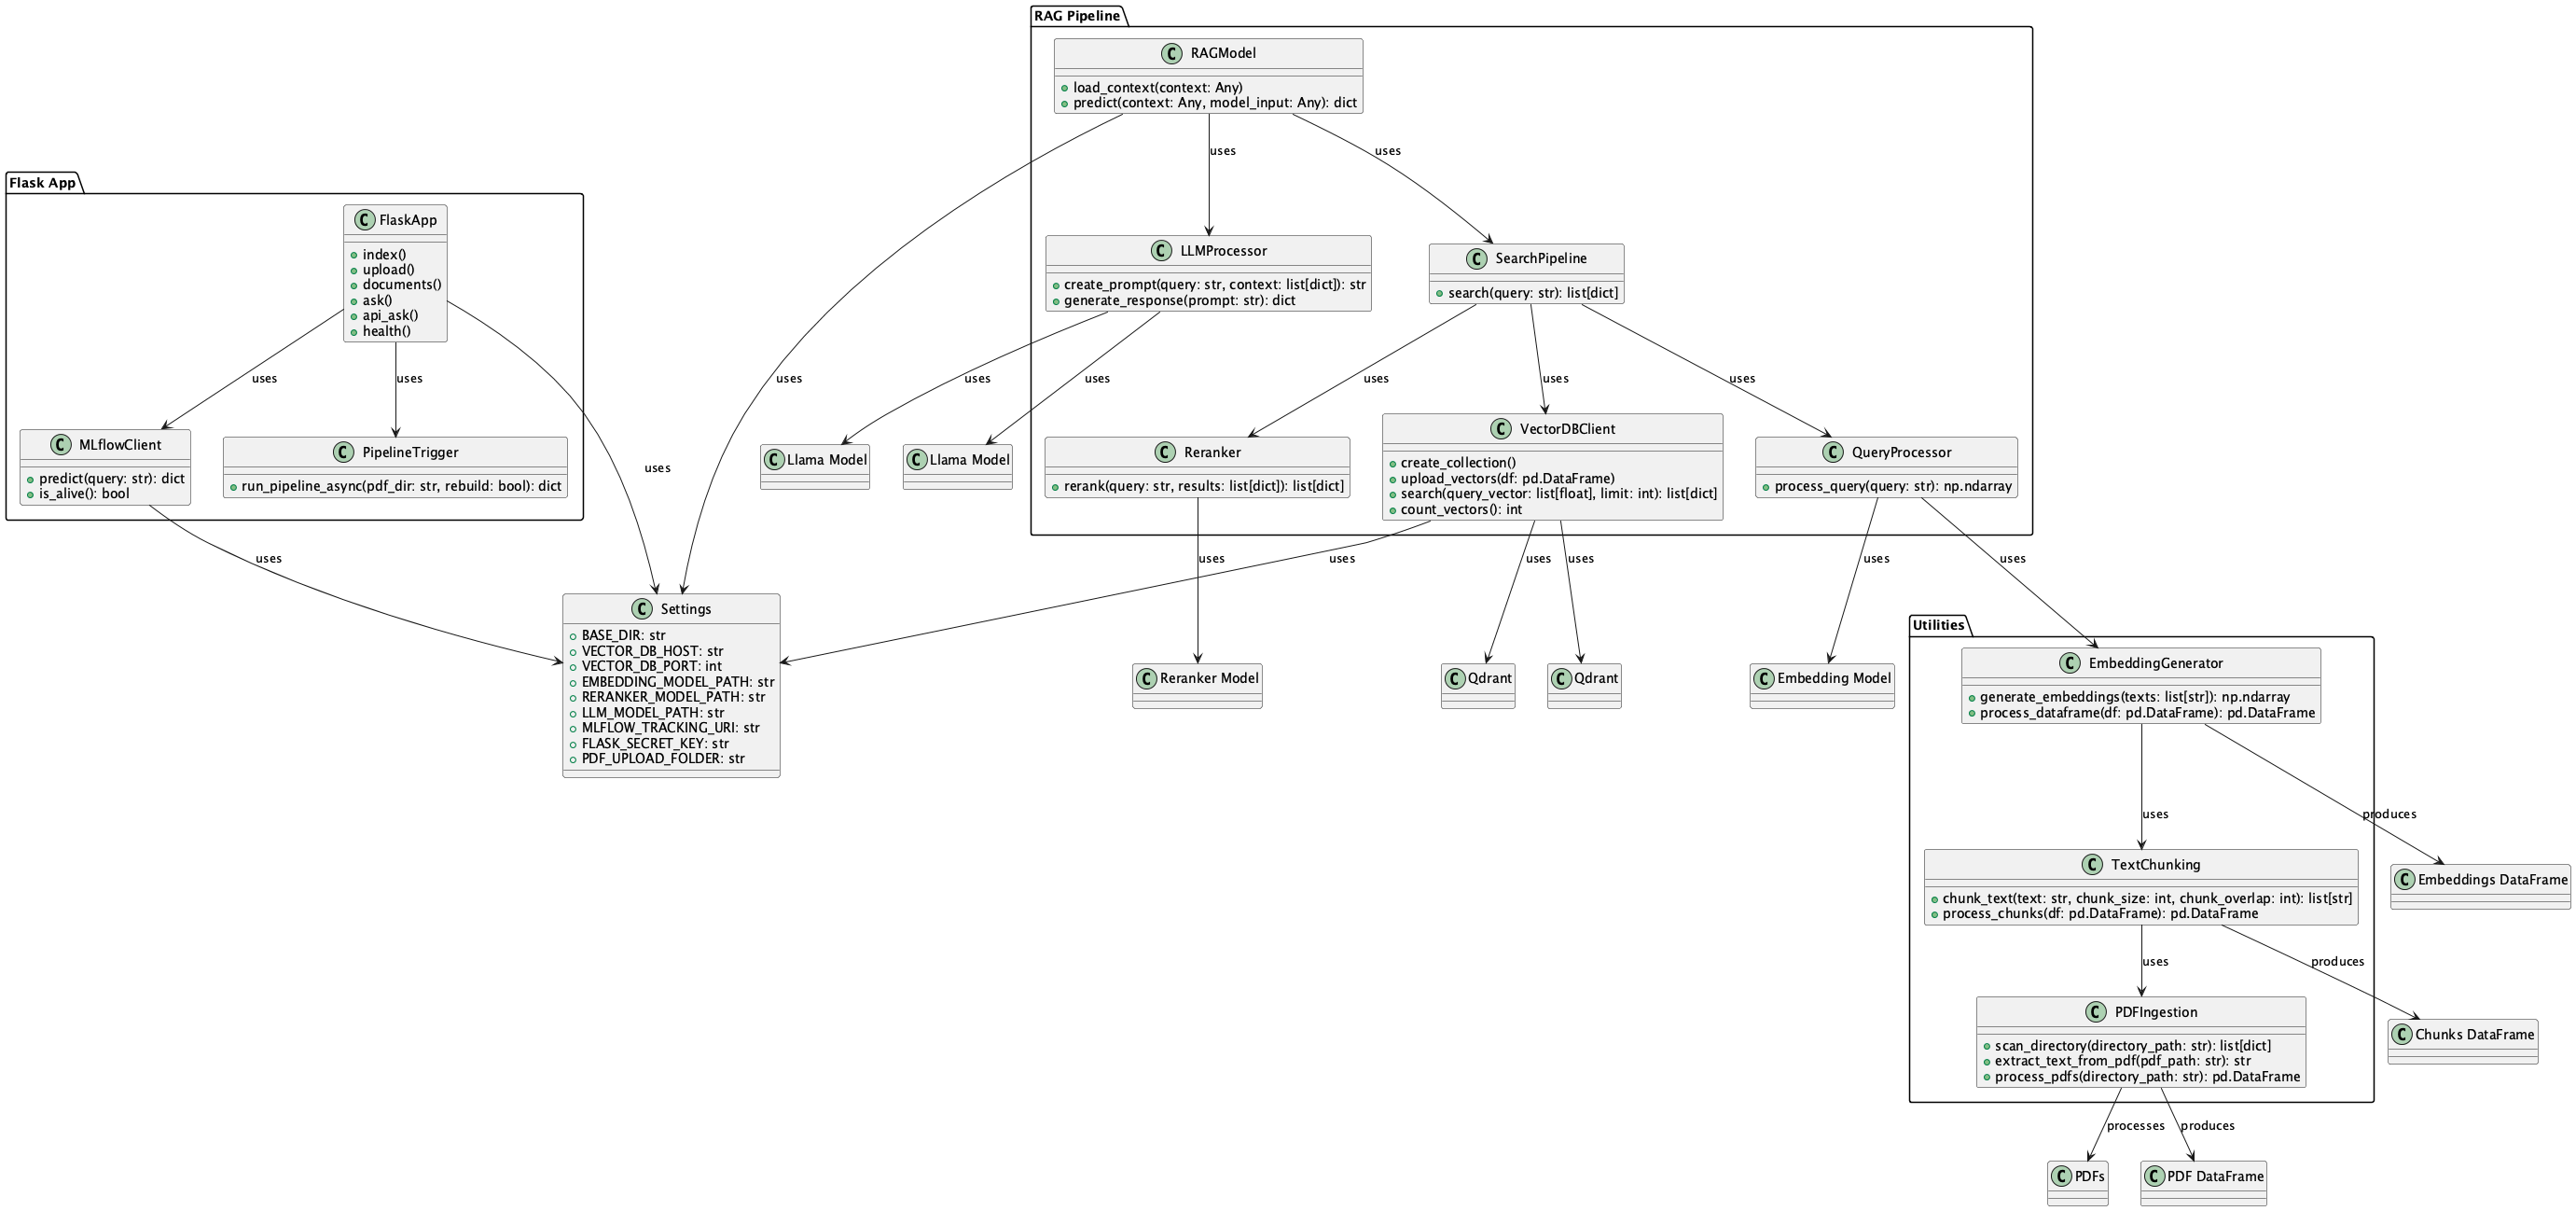 RAG Pipeline
C RAGModel
load_context(context: Any)
predict(context: Any, model_input: Any): dict
uses
uses
uses
Flask App
C FlaskApp
index()
upload()
documents()
ask()
api_ask()
health()
uses
uses
uses
C MLflowClient
predict(query: str): dict
is_alive(): bool
C PipelineTrigger
run_pipeline_async(pdf_dir: str, rebuild: bool): dict
uses
C LLMProcessor
create_prompt(query: str, context: list[dict]): str
generate_response(prompt: str): dict
uses
uses
C Llama Model
C Llama Model
C SearchPipeline
search(query: str): list[dict]
uses
uses
uses
C Reranker
rerank(query: str, results: list[dict]): list[dict]
uses
C VectorDBClient
create_collection()
upload_vectors(df: pd.DataFrame)
search(query_vector: list[float], limit: int): list[dict]
count_vectors(): int
uses
uses
uses
C QueryProcessor
process_query(query: str): np.ndarray
uses
uses
C Settings
BASE_DIR: str
VECTOR_DB_HOST: str
VECTOR_DB_PORT: int
EMBEDDING_MODEL_PATH: str
RERANKER_MODEL_PATH: str
LLM_MODEL_PATH: str
MLFLOW_TRACKING_URI: str
FLASK_SECRET_KEY: str
PDF_UPLOAD_FOLDER: str
C Reranker Model
C Qdrant
C Qdrant
C Embedding Model
Utilities
C EmbeddingGenerator
generate_embeddings(texts: list[str]): np.ndarray
process_dataframe(df: pd.DataFrame): pd.DataFrame
uses
produces
C TextChunking
chunk_text(text: str, chunk_size: int, chunk_overlap: int): list[str]
process_chunks(df: pd.DataFrame): pd.DataFrame
C Embeddings DataFrame
uses
produces
C PDFIngestion
scan_directory(directory_path: str): list[dict]
extract_text_from_pdf(pdf_path: str): str
process_pdfs(directory_path: str): pd.DataFrame
C Chunks DataFrame
processes
produces
C PDFs
C PDF DataFrame